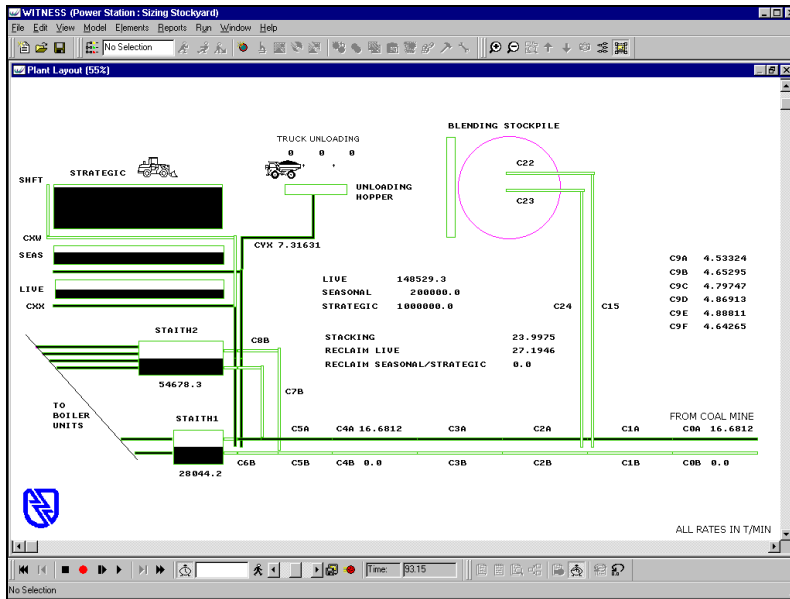 WITNESS (Power Station : Sizing Stockyard)
File Edit View Model Elements Reports Run Window Help
No Selection
Plant Layout (55%)
BLENDING STOCKPILE
TRUCK UNLOADING
0 0 0
C22
STRATEGIC
SHFT
UNLOADING
HOPPER
C23
CXW
CYX 7.31631
SEAS
C9A 4.53324
C9B 4.65295
LIVE 148529.3
C9C 4.79747
LIVE
SEASONAL 200000.0
C9D 4.86913
CXX
STRATEGIC 1000000.0
C24 C15
C9E 4.88811
C9F 4.64265
STAITH2
C8B
STACKING 23.9975
RECLAIM LIVE 27.1946
RECLAIM SEASONAL/STRATEGIC 0.0
54678.3
C7B
TO
BOILER
UNITS
STAITH1
FROM COAL MINE
C5A C4A 16.6812 C3A C2A C1A C0A 16.6812
C6B C5B C4B 0.0 C3B C2B C1B C0B 0.0
28044.2
ALL RATES IN T/MIN
Time: 93.15
No Selection